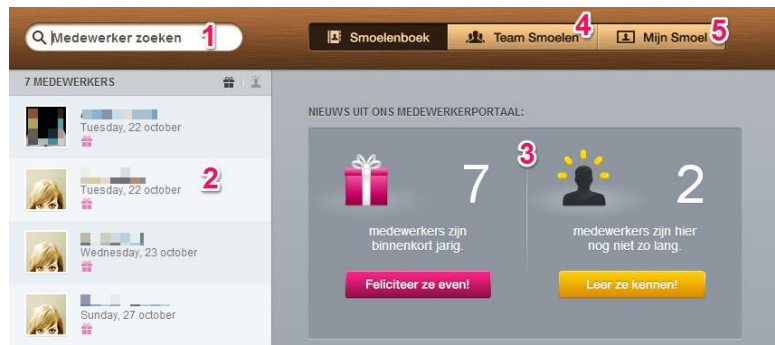 Medewerker zoeken 1
Smoelenboek
Team Smoelen 4
Mijn Smoel 5
7 MEDEWERKERS
Tuesday, 22 october
Tuesday, 22 october
2
Wednesday, 23 october
Sunday, 27 october
NIEUWS UIT ONS MEDEWERKERPORTAAL:
3
7
medewerkers zijn
binnenkort jarig.
Feliciteer ze even!
2
medewerkers zijn hier
nog niet zo lang.
Leer ze kennen!